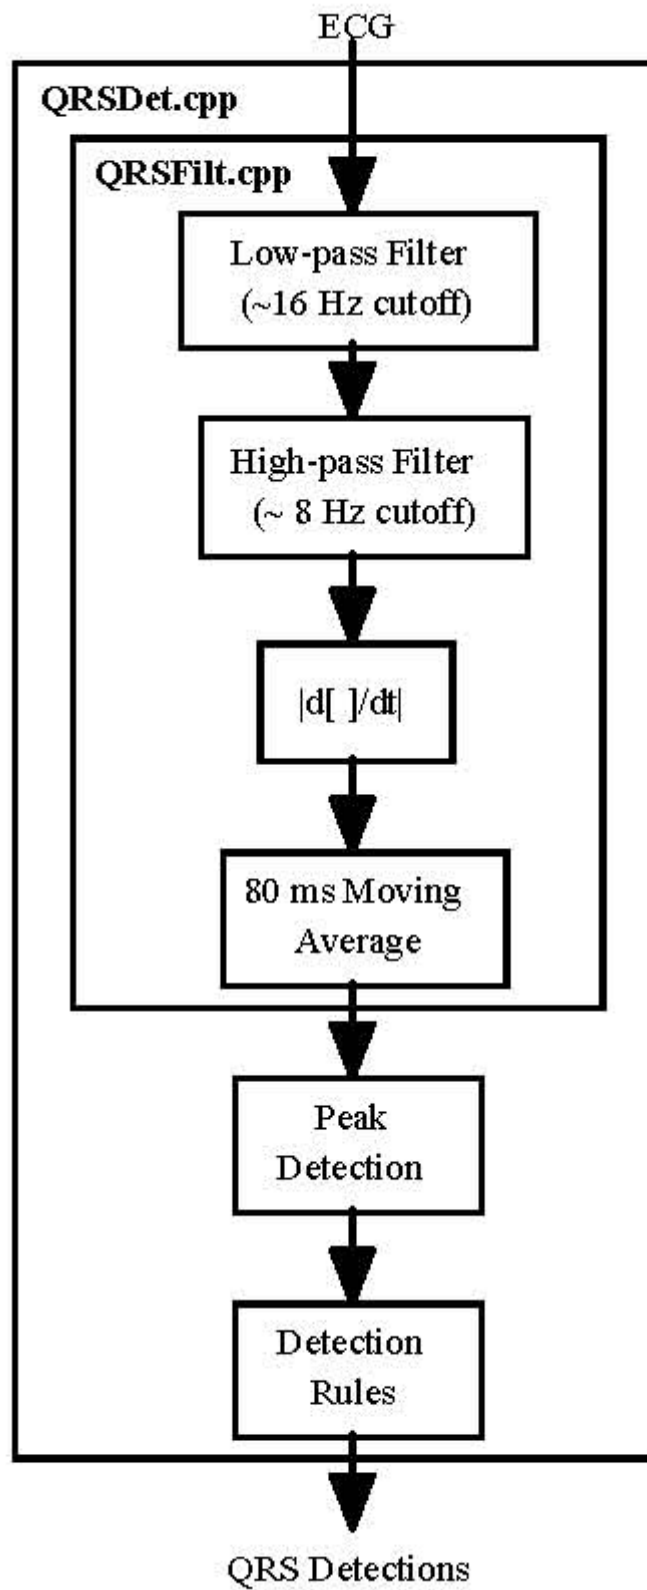 ECG
QRSDet.cpp
QRSFilt.cpp
Low-pass Filter
(~16 Hz cutoff)
High-pass Filter
(~ 8 Hz cutoff)
|d[ ]/dt|
80 ms Moving
Average
Peak
Detection
Detection
Rules
QRS Detections